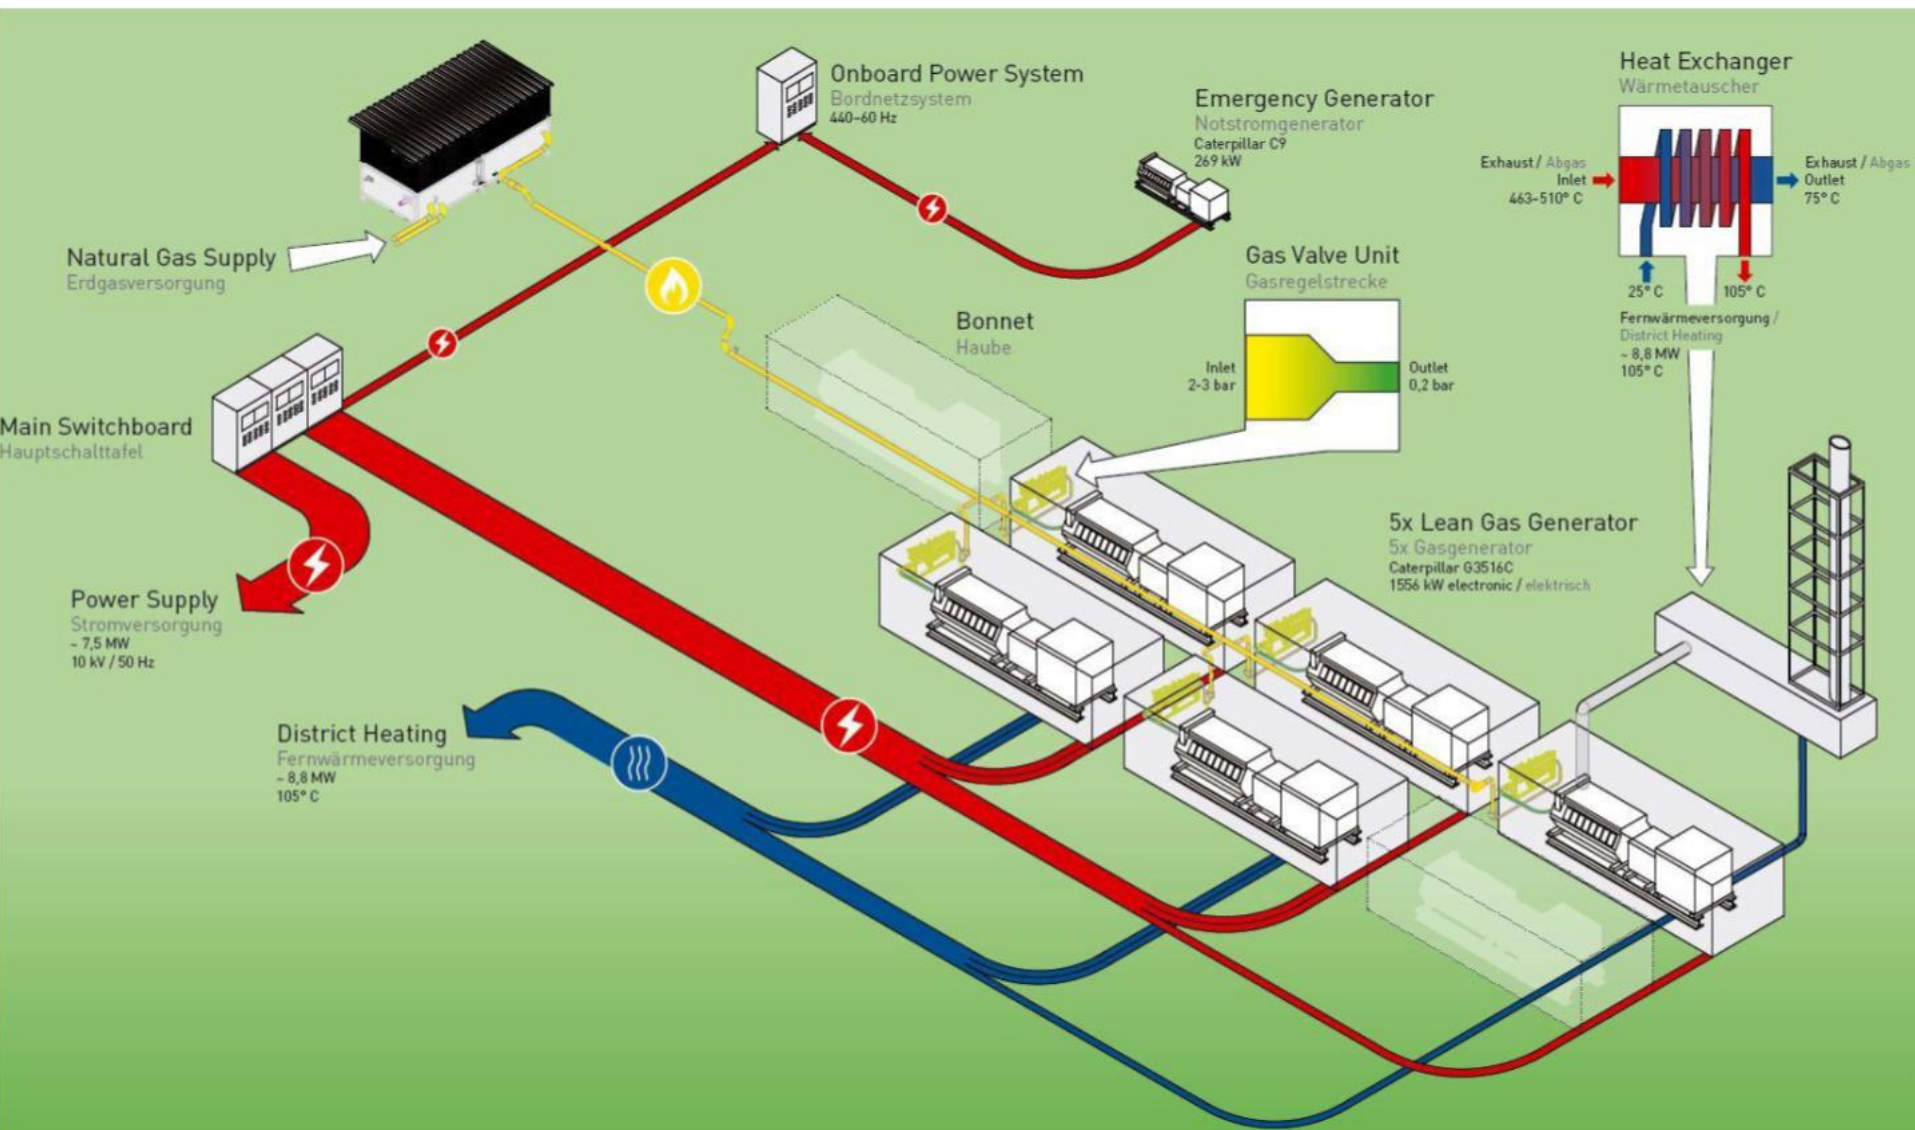 Onboard Power System
Bordnetzsystem
440–60 Hz
Emergency Generator
Notstromgenerator
Caterpillar C9
269 kW
Heat Exchanger
Wärmetauscher
Exhaust / Abgas
Inlet
463–510° C
Exhaust / Abgas
Outlet
75° C
25° C
105° C
Fernwärmeversorgung /
District Heating
~ 8,8 MW
105° C
Natural Gas Supply
Erdgasversorgung
Gas Valve Unit
Gasregelstrecke
Inlet
2-3 bar
Outlet
0,2 bar
Bonnet
Haube
Main Switchboard
Hauptschalttafel
5x Lean Gas Generator
5x Gasgenerator
Caterpillar G3516C
1556 kW electronic / elektrisch
Power Supply
Stromversorgung
~ 7,5 MW
10 kV / 50 Hz
District Heating
Fernwärmeversorgung
~ 8,8 MW
105° C